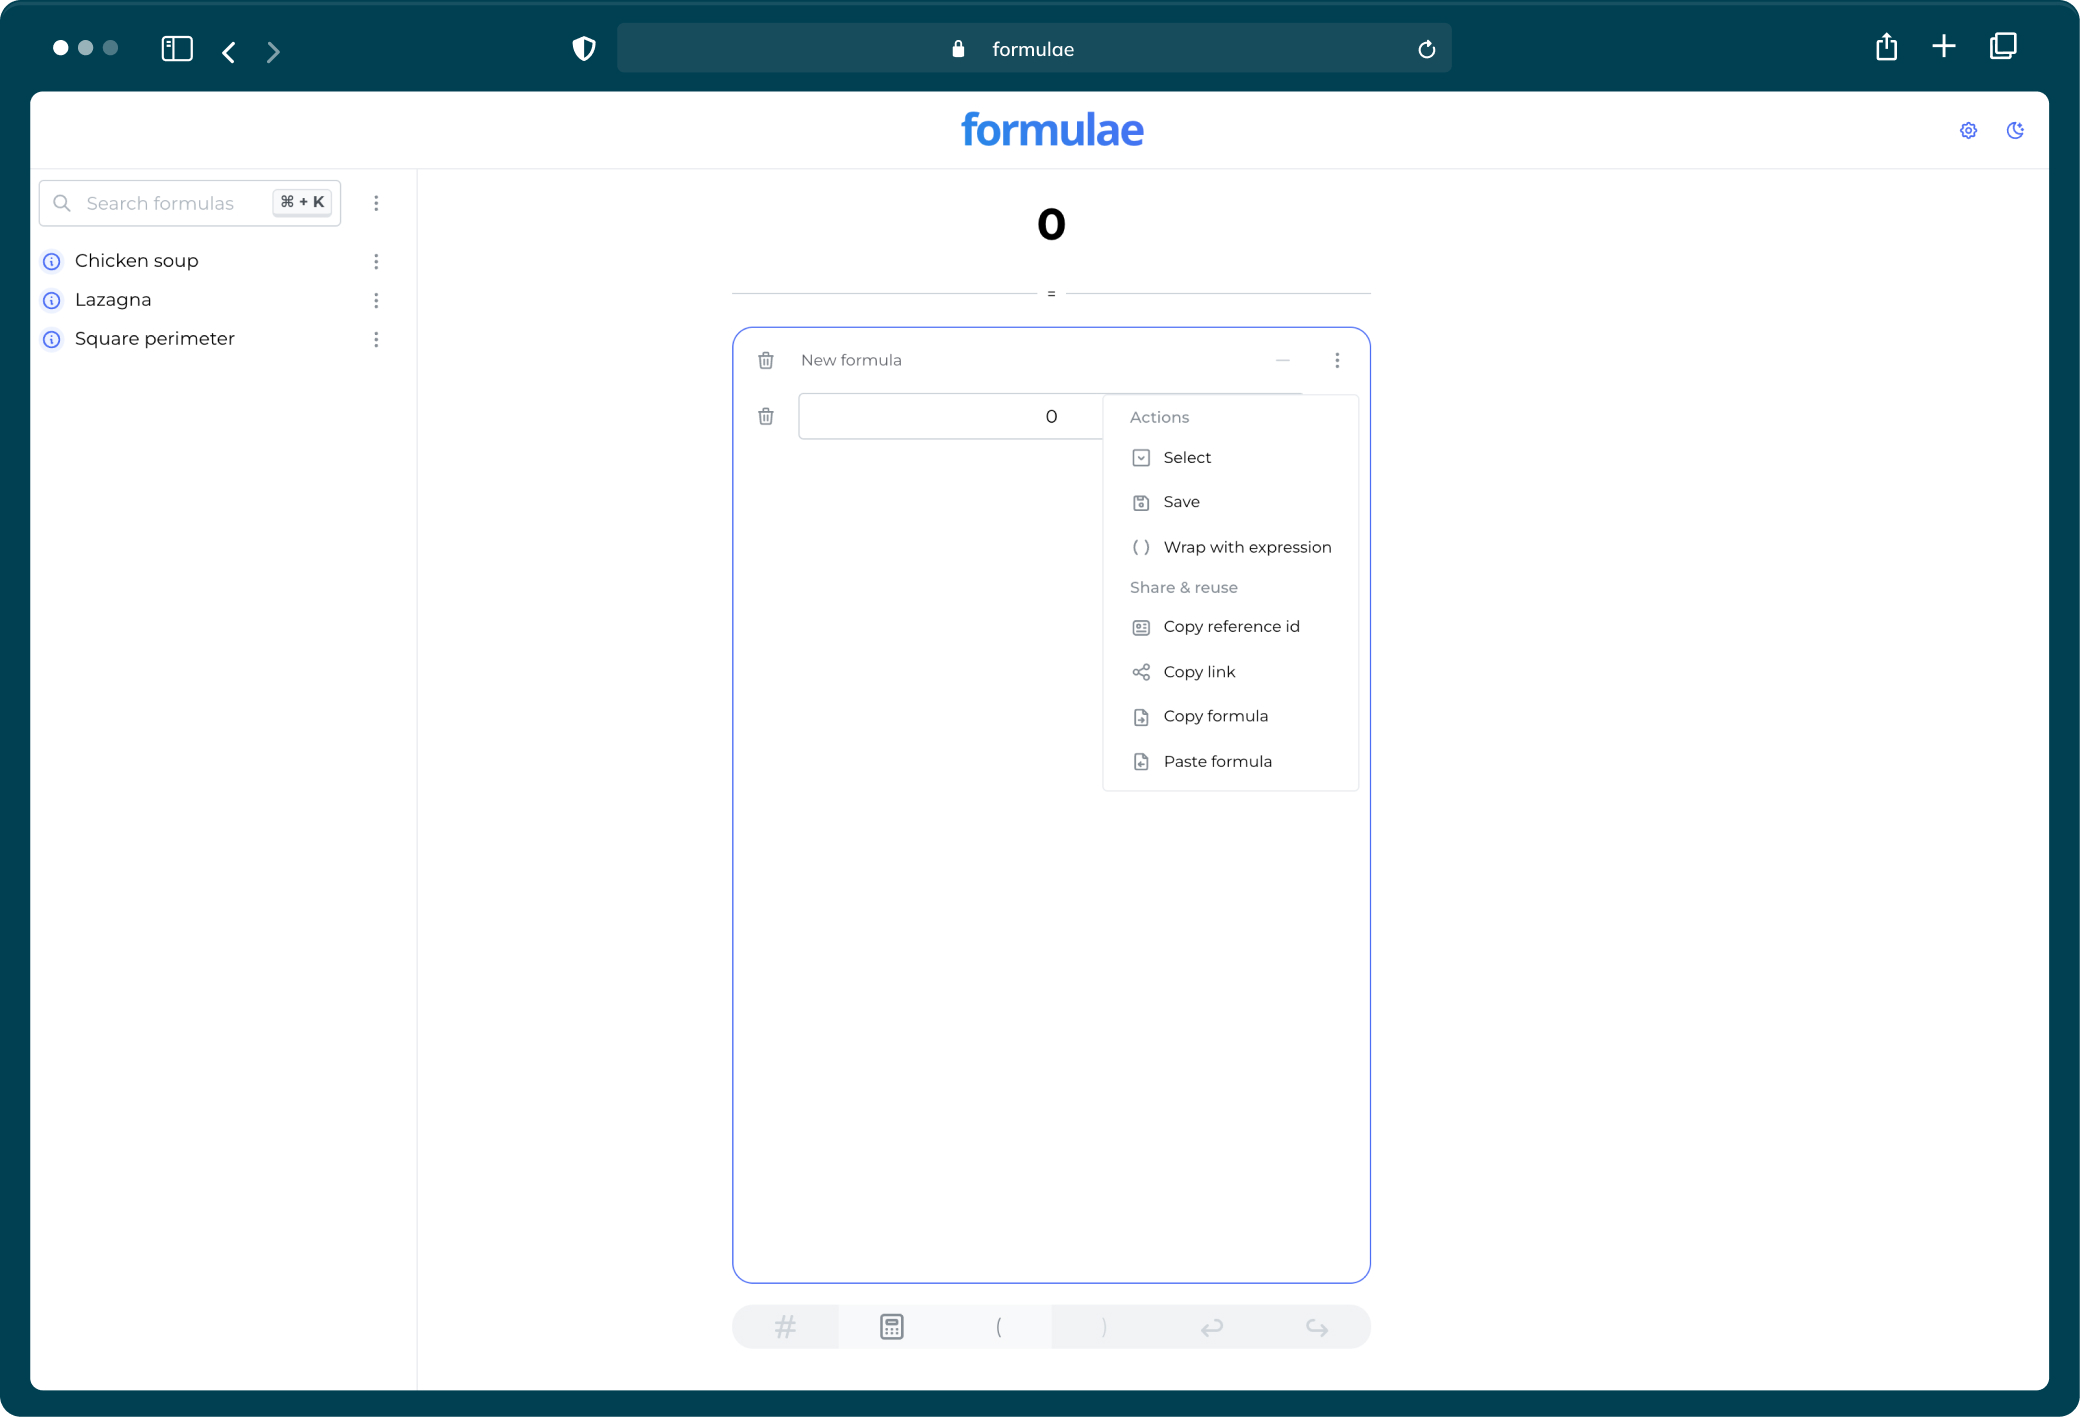 formulae
formulae
Search formulas
⌘ + K
Chicken soup
Lazagna
Square perimeter
0
=
New formula
0
Actions
Select
Save
( ) Wrap with expression
Share & reuse
Copy reference id
Copy link
Copy formula
Paste formula
# ( )